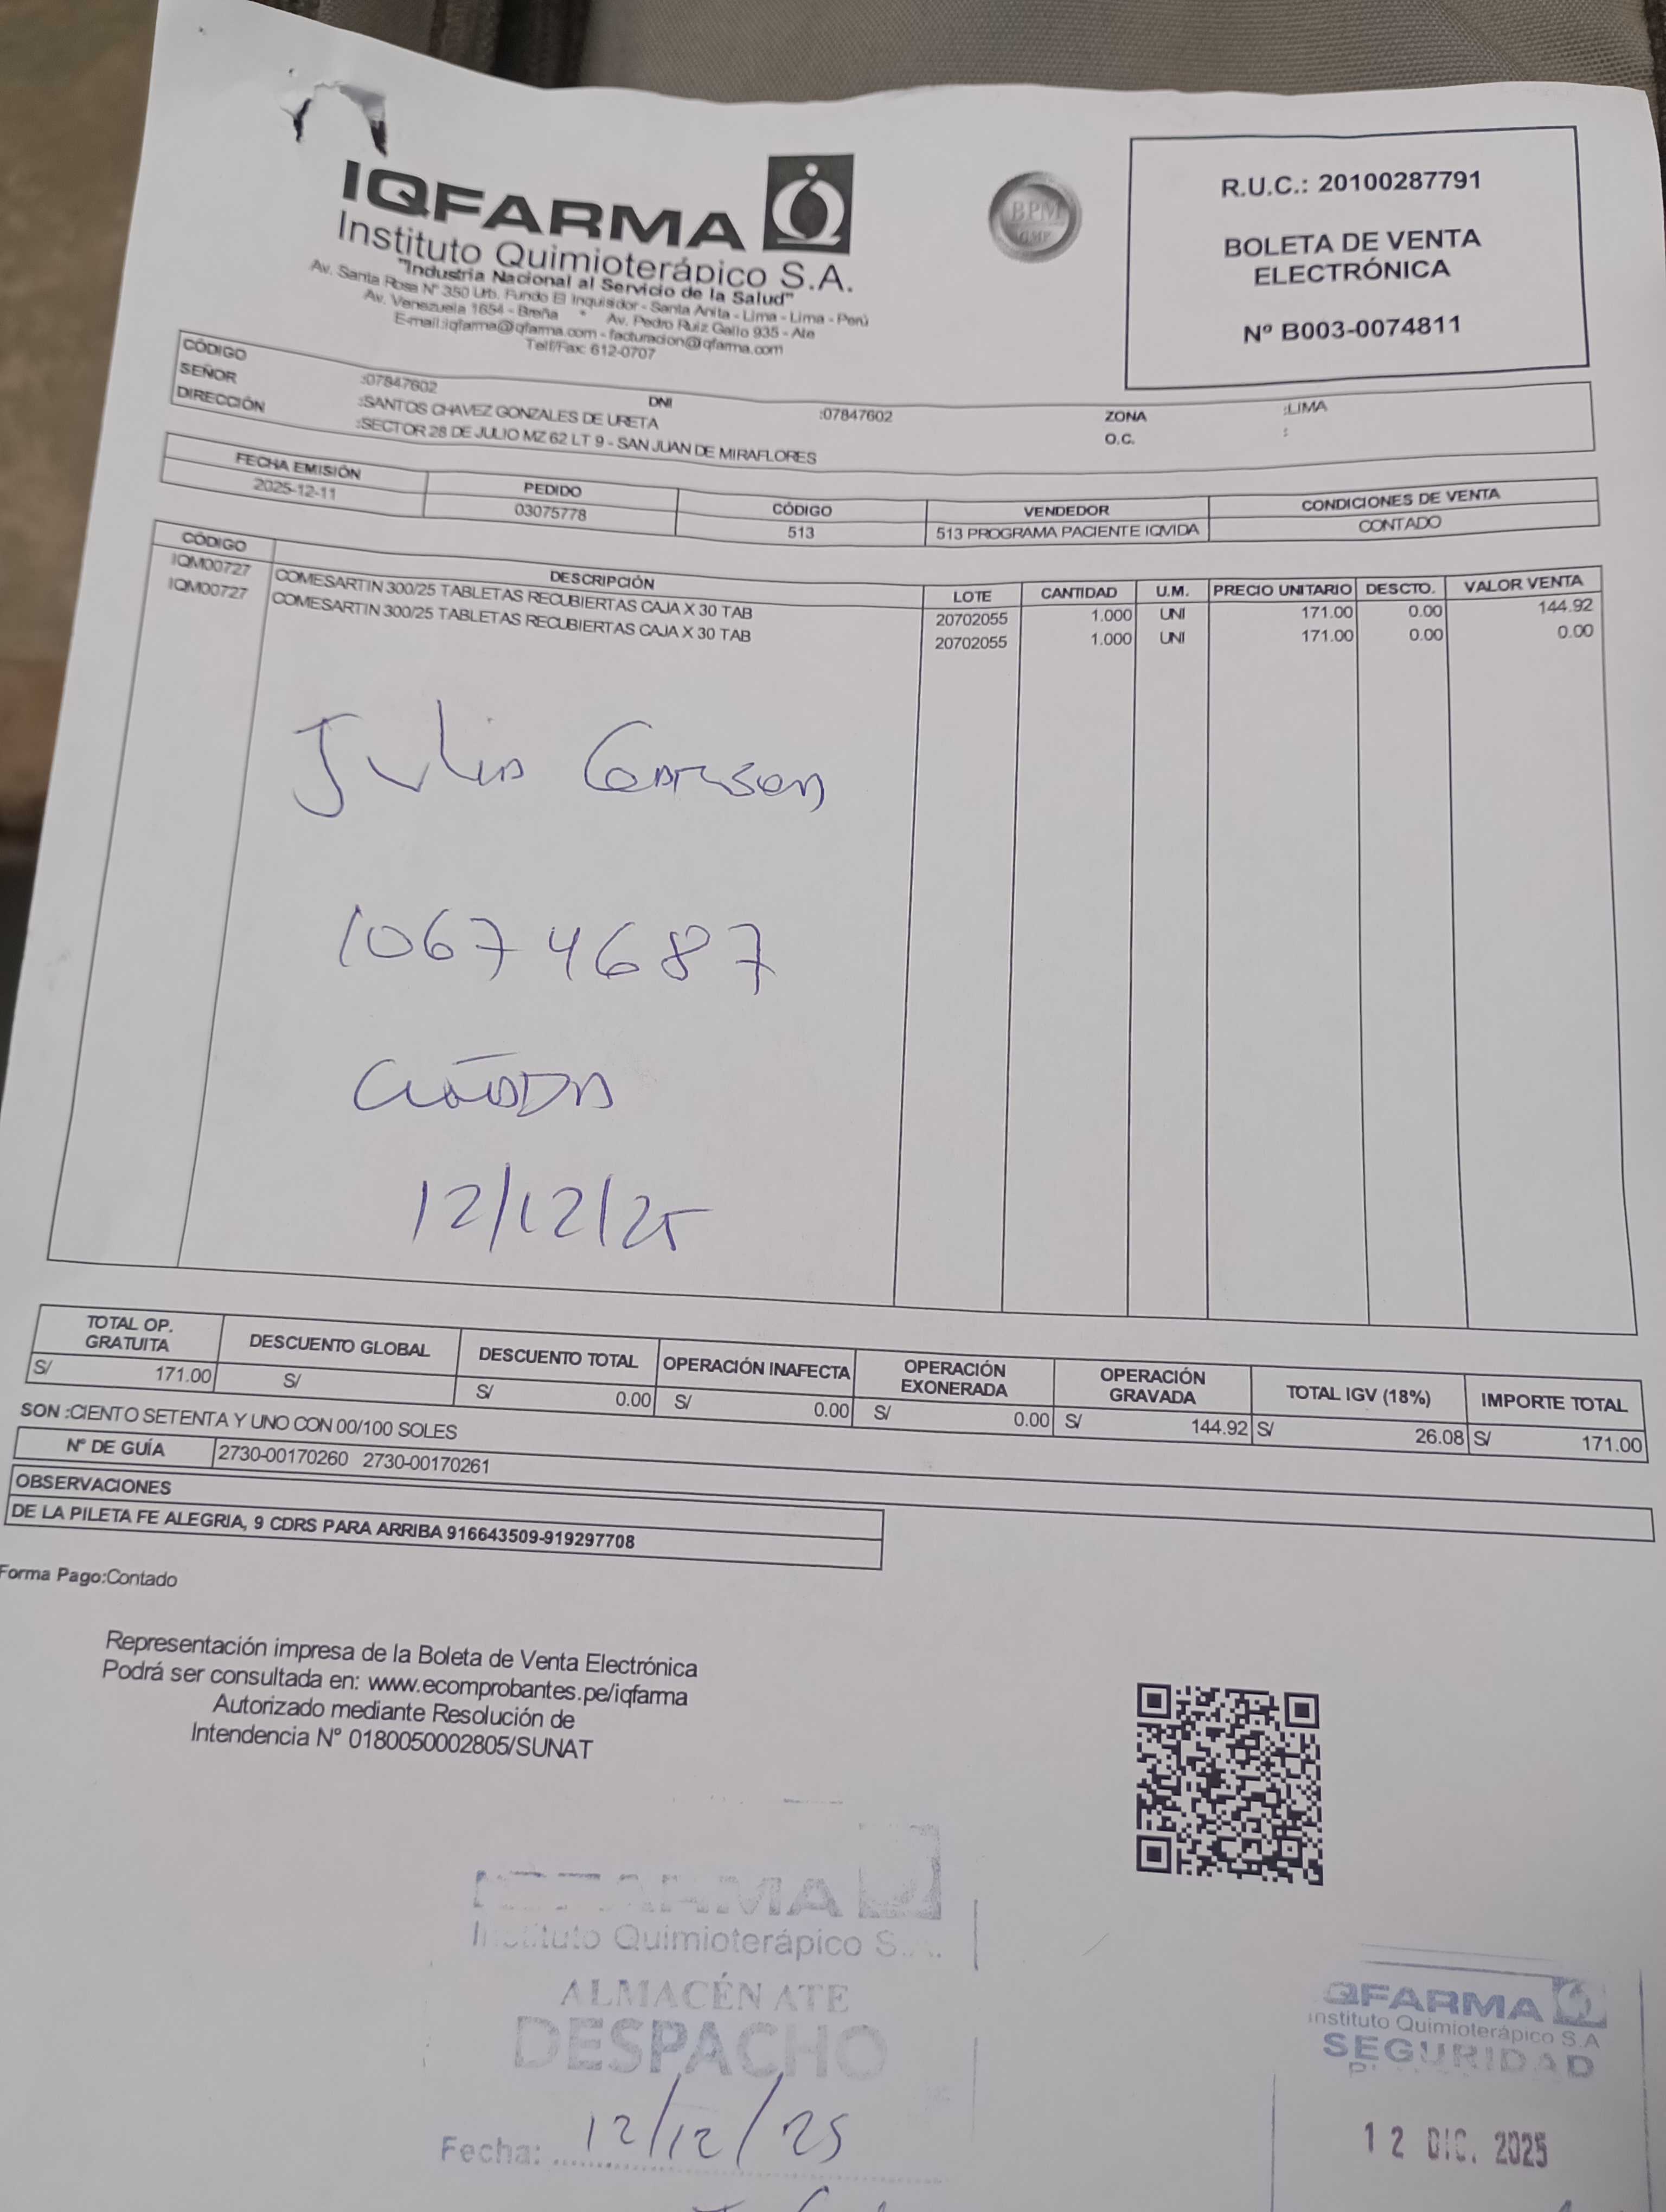 IQFARMA
Instituto Quimioterápico S.A.
"Industria Nacional al Servicio de la Salud"
Av. Santa Rosa N° 350 Urb. Fundo El Inquisidor - Santa Anita - Lima - Lima - Perú
Av. Venezuela 1654 - Breña * Av. Pedro Ruiz Gallo 935 - Ate
E-mail:iqfarma@iqfarma.com - facturacion@iqfarma.com
Telf/Fax: 612-0707
BPM
GMP
R.U.C.: 20100287791
BOLETA DE VENTA
ELECTRÓNICA
Nº B003-0074811
CÓDIGO :07847602 DNI :07847602 ZONA :LIMA
SEÑOR :SANTOS CHAVEZ GONZALES DE URETA O.C. :
DIRECCIÓN :SECTOR 28 DE JULIO MZ 62 LT 9 - SAN JUAN DE MIRAFLORES
FECHA EMISIÓN PEDIDO CÓDIGO VENDEDOR CONDICIONES DE VENTA
2025-12-11 03075778 513 513 PROGRAMA PACIENTE IQVIDA CONTADO
CÓDIGO DESCRIPCIÓN LOTE CANTIDAD U.M. PRECIO UNITARIO DESCTO. VALOR VENTA
IQM00727 COMESARTIN 300/25 TABLETAS RECUBIERTAS CAJA X 30 TAB 20702055 1.000 UNI 171.00 0.00 144.92
IQM00727 COMESARTIN 300/25 TABLETAS RECUBIERTAS CAJA X 30 TAB 20702055 1.000 UNI 171.00 0.00 0.00
Julia
10674687
12/12/25
TOTAL OP. GRATUITA DESCUENTO GLOBAL DESCUENTO TOTAL OPERACIÓN INAFECTA OPERACIÓN EXONERADA OPERACIÓN GRAVADA TOTAL IGV (18%) IMPORTE TOTAL
S/ 171.00 S/ S/ 0.00 S/ 0.00 S/ 0.00 S/ 144.92 S/ 26.08 S/ 171.00
SON :CIENTO SETENTA Y UNO CON 00/100 SOLES
Nº DE GUÍA 2730-00170260 2730-00170261
OBSERVACIONES
DE LA PILETA FE ALEGRIA, 9 CDRS PARA ARRIBA 916643509-919297708
Forma Pago:Contado
Representación impresa de la Boleta de Venta Electrónica
Podrá ser consultada en: www.ecomprobantes.pe/iqfarma
Autorizado mediante Resolución de
Intendencia Nº 0180050002805/SUNAT
Instituto Quimioterápico S.A.
ALMACÉN ATE
DESPACHO
Fecha: 12/12/25
QFARMA
Instituto Quimioterápico S.A
SEGURIDAD
12 DIC. 2025